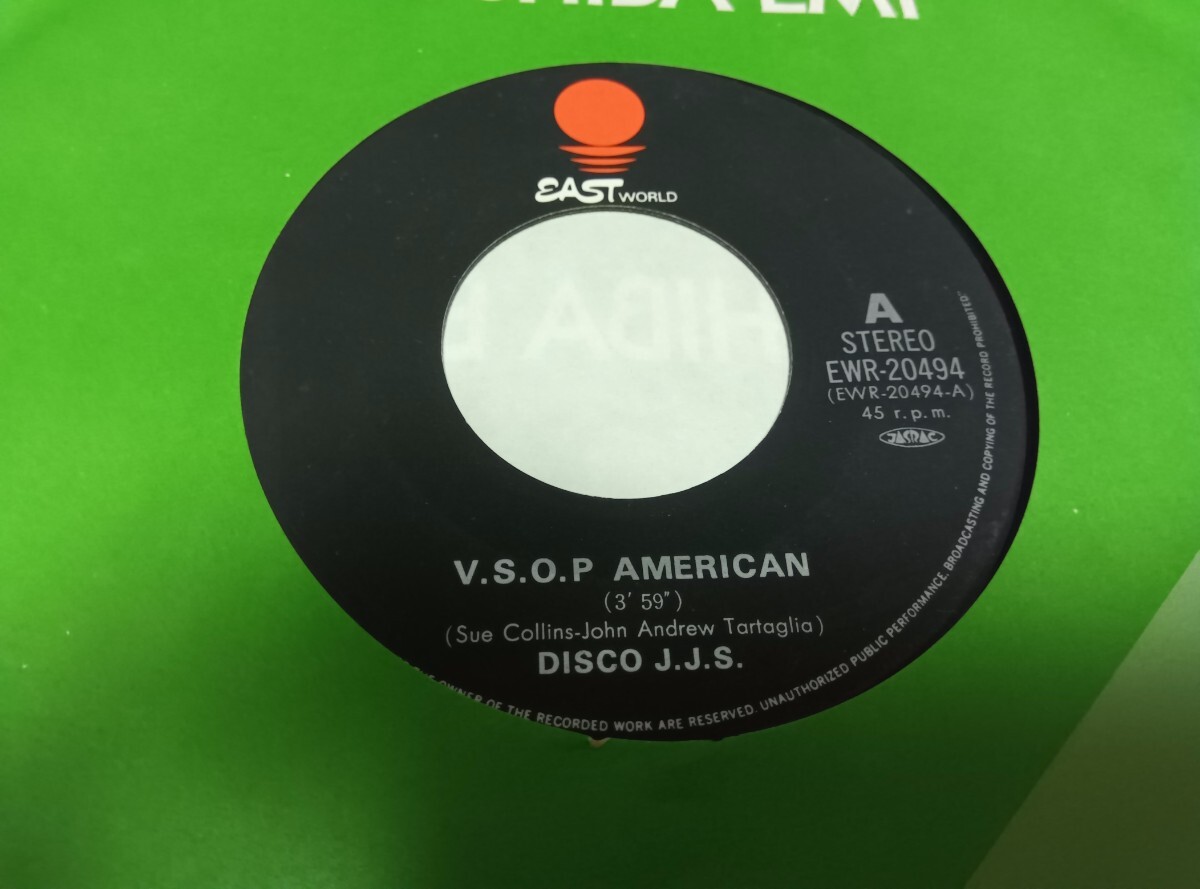 EMI
EAST WORLD
A
STEREO
EWR-20494
(EWR-20494-A)
45 r.p.m.
JASRAC
V.S.O.P AMERICAN
(3' 59")
(Sue Collins-John Andrew Tartaglia)
DISCO J.J.S.
OWNER OF THE RECORDED WORK ARE RESERVED. UNAUTHORIZED PUBLIC PERFORMANCE, BROADCASTING AND COPYING OF THE RECORD PROHIBITED.